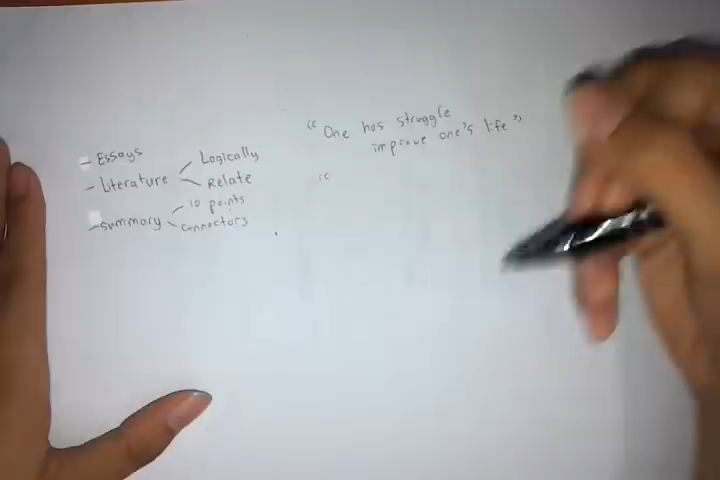 - Essays
- Literature
Logically
Relate
- Summary
10 points
connectors
“ One has struggle
improve one's life ”
“